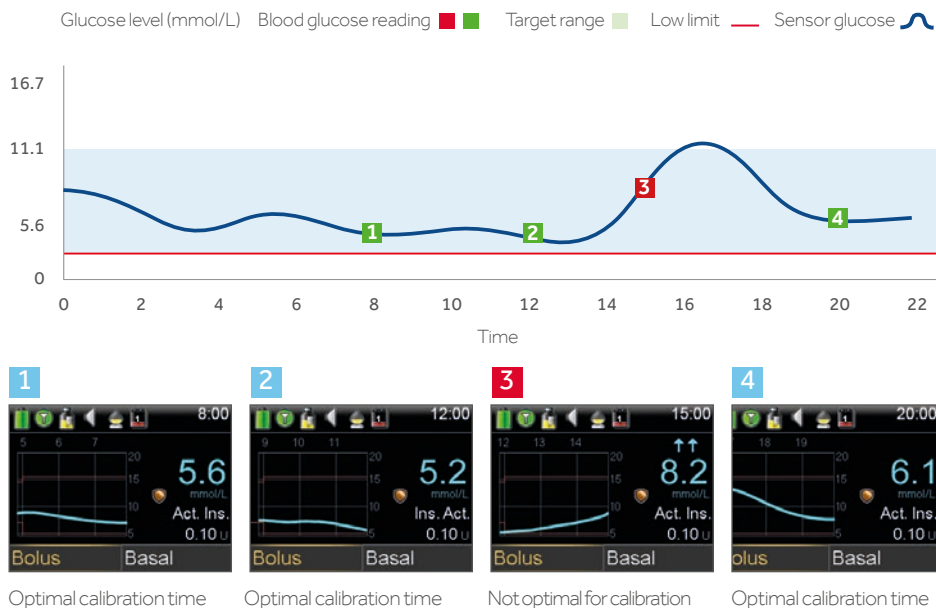 Glucose level (mmol/L) Blood glucose reading Target range Low limit Sensor glucose
16.7
11.1
5.6
0
1 2 3 4
0 2 4 6 8 10 12 14 16 18 20 22
Time
1 2 3 4
8:00 12:00 15:00 20:00
5 6 7 9 10 11 12 13 14 18 19
20 20 20 20
5.6 5.2 8.2 6.1
15 15 15 15
mmol/L mmol/L mmol/L mmol/L
10 10 10 10
Act. Ins. Ins. Act. Act. Ins. Act. Ins.
5 5 5 5
0.10 U 0.10 U 0.10 U 0.10 U
Bolus Basal Bolus Basal Bolus Basal olus Basal
Optimal calibration time Optimal calibration time Not optimal for calibration Optimal calibration time